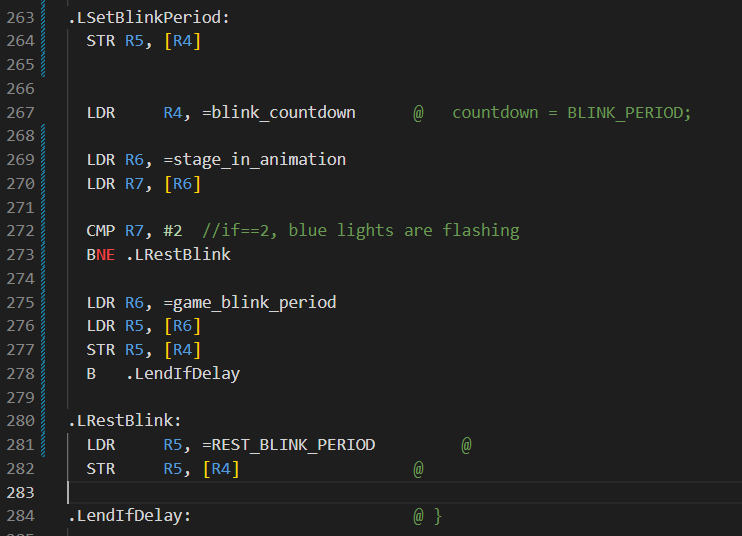 263 .LSetBlinkPeriod:
264 STR R5, [R4]
265
266
267 LDR R4, =blink_countdown @ countdown = BLINK_PERIOD;
268
269 LDR R6, =stage_in_animation
270 LDR R7, [R6]
271
272 CMP R7, #2 //if==2, blue lights are flashing
273 BNE .LRestBlink
274
275 LDR R6, =game_blink_period
276 LDR R5, [R6]
277 STR R5, [R4]
278 B .LendIfDelay
279
280 .LRestBlink:
281 LDR R5, =REST_BLINK_PERIOD @
282 STR R5, [R4] @
283
284 .LendIfDelay: @ }